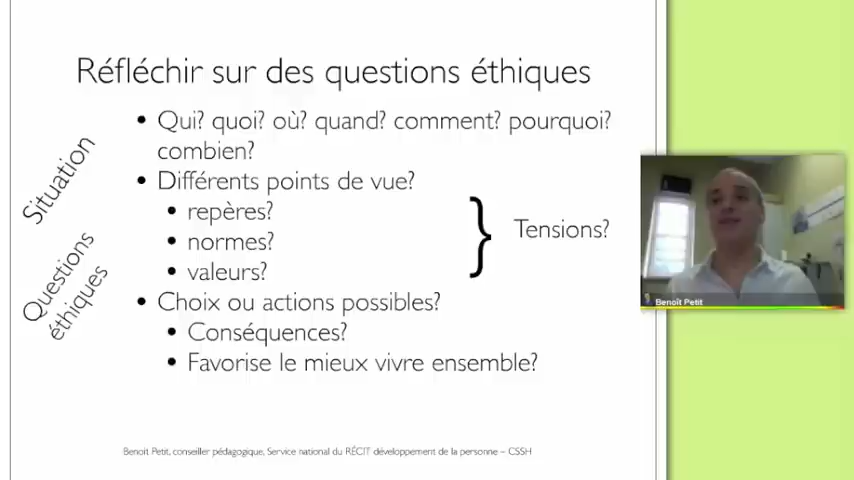 Réfléchir sur des questions éthiques
Situation
• Qui? quoi? où? quand? comment? pourquoi?
combien?
• Différents points de vue?
• repères?
• normes?
• valeurs?
} Tensions?
Questions
éthiques
• Choix ou actions possibles?
• Conséquences?
• Favorise le mieux vivre ensemble?
Benoît Petit
Benoit Petit, conseiller pédagogique, Service national du RÉCIT développement de la personne – CSSH